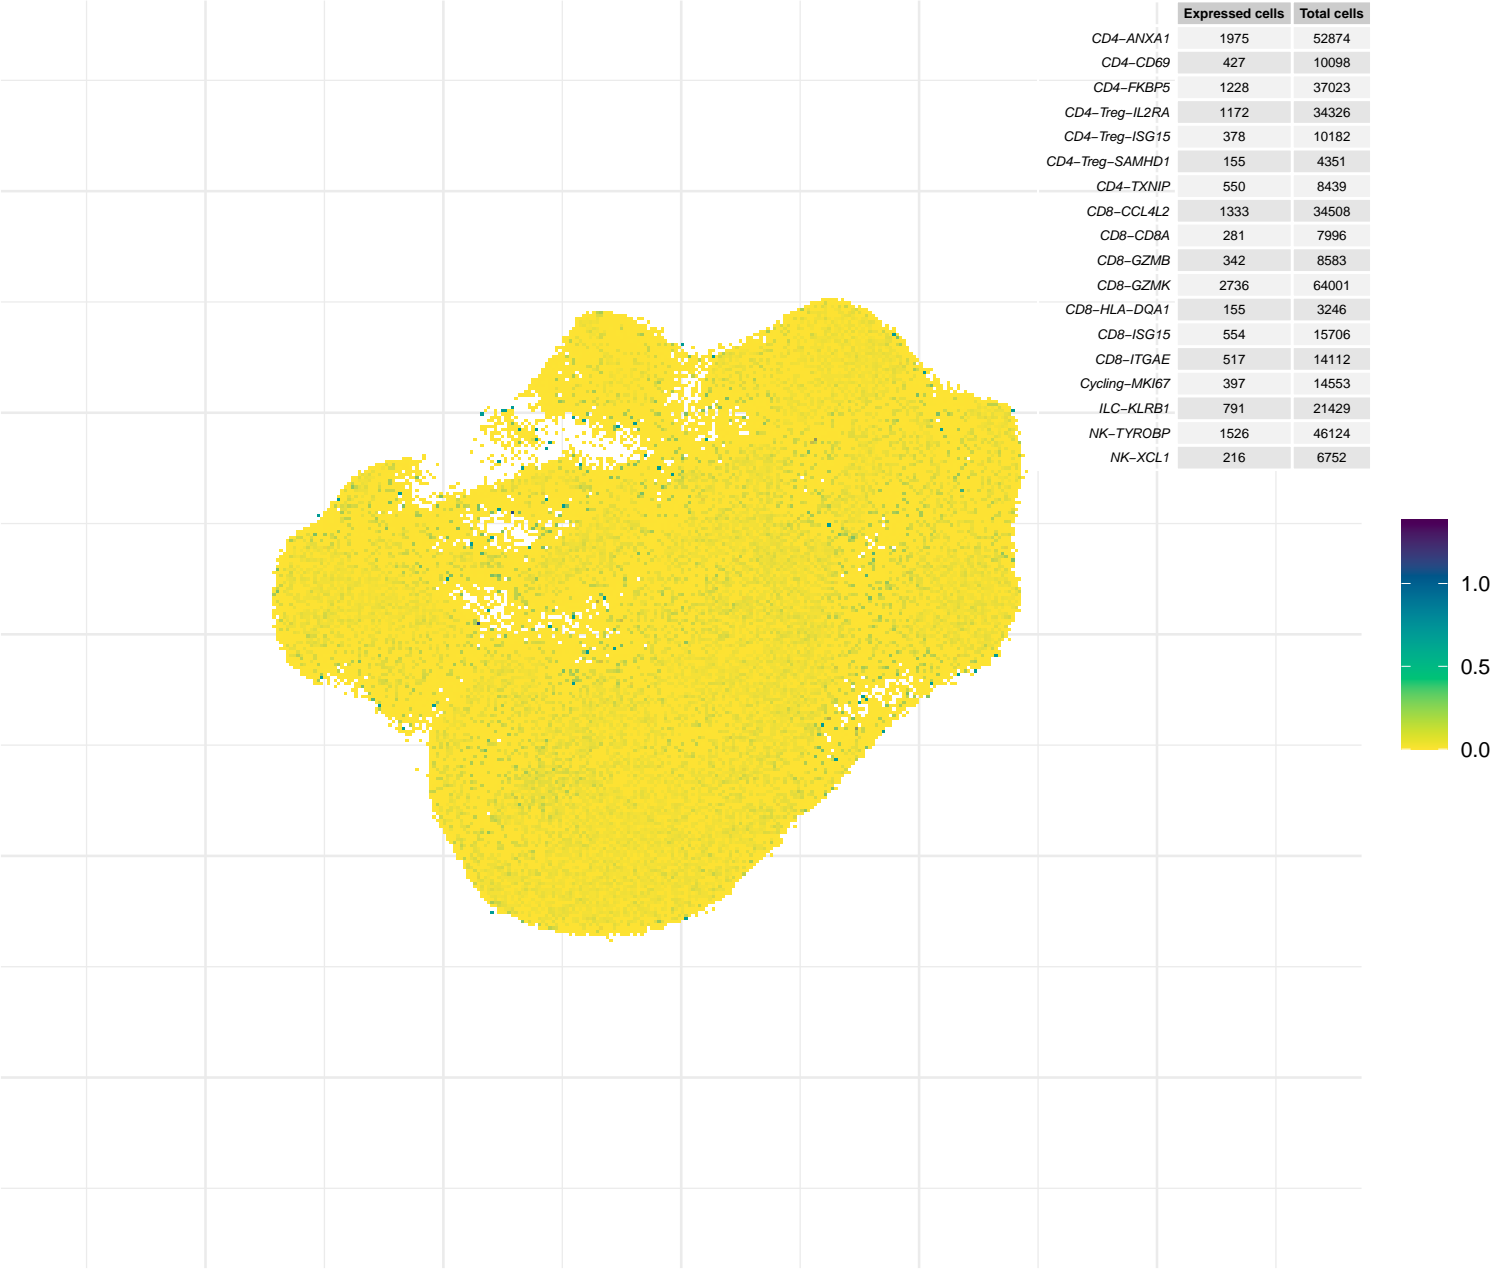 Expressed cells Total cells
CD4−ANXA1 1975 52874
CD4−CD69 427 10098
CD4−FKBP5 1228 37023
CD4−Treg−IL2RA 1172 34326
CD4−Treg−ISG15 378 10182
CD4−Treg−SAMHD1 155 4351
CD4−TXNIP 550 8439
CD8−CCL4L2 1333 34508
CD8−CD8A 281 7996
CD8−GZMB 342 8583
CD8−GZMK 2736 64001
CD8−HLA−DQA1 155 3246
CD8−ISG15 554 15706
CD8−ITGAE 517 14112
Cycling−MKI67 397 14553
ILC−KLRB1 791 21429
NK−TYROBP 1526 46124
NK−XCL1 216 6752
1.0
0.5
0.0